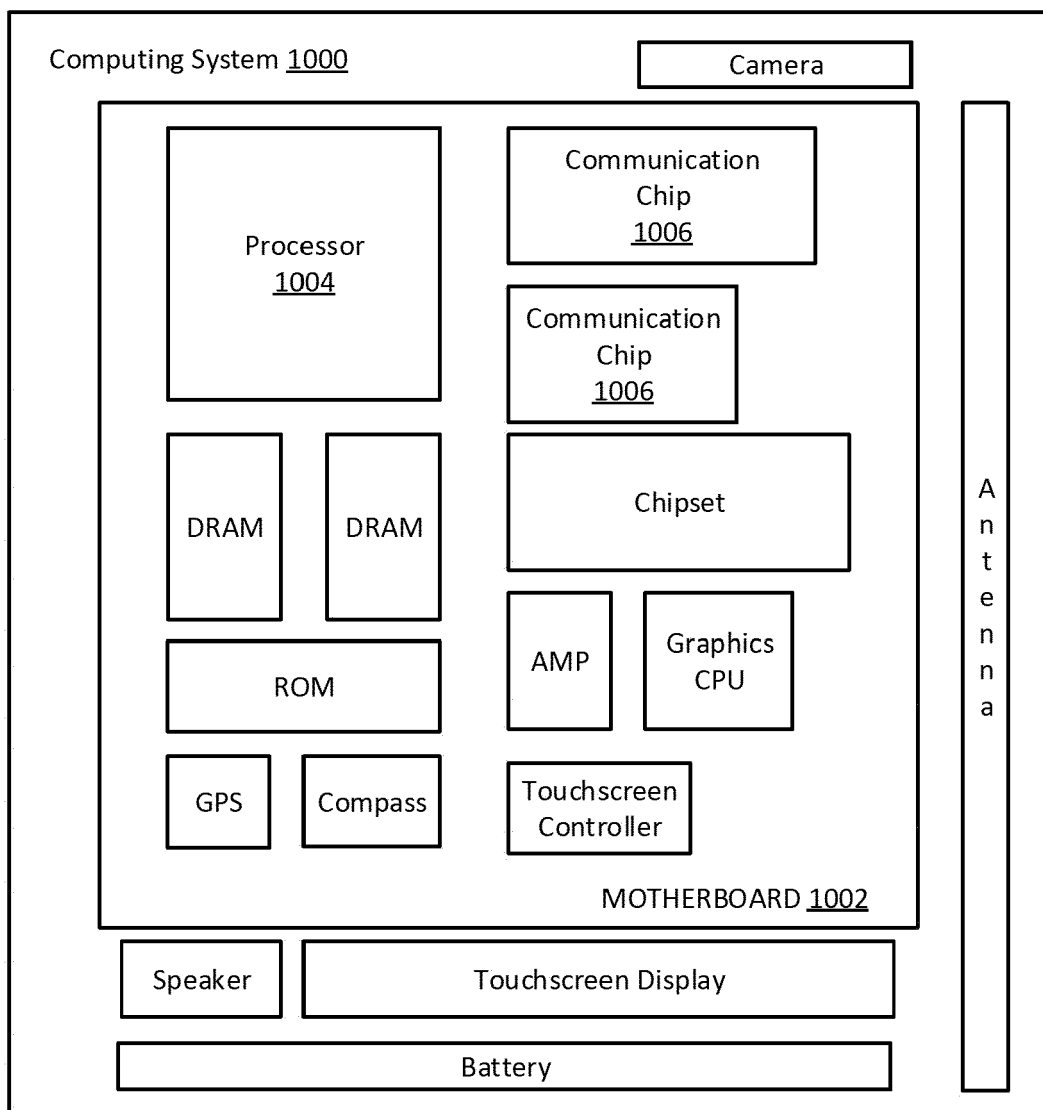 Computing System 1000
Camera
Processor
1004
Communication
Chip
1006
Communication
Chip
1006
DRAM
DRAM
Chipset
ROM
AMP
Graphics
CPU
GPS
Compass
Touchscreen
Controller
MOTHERBOARD 1002
Antenna
Speaker
Touchscreen Display
Battery